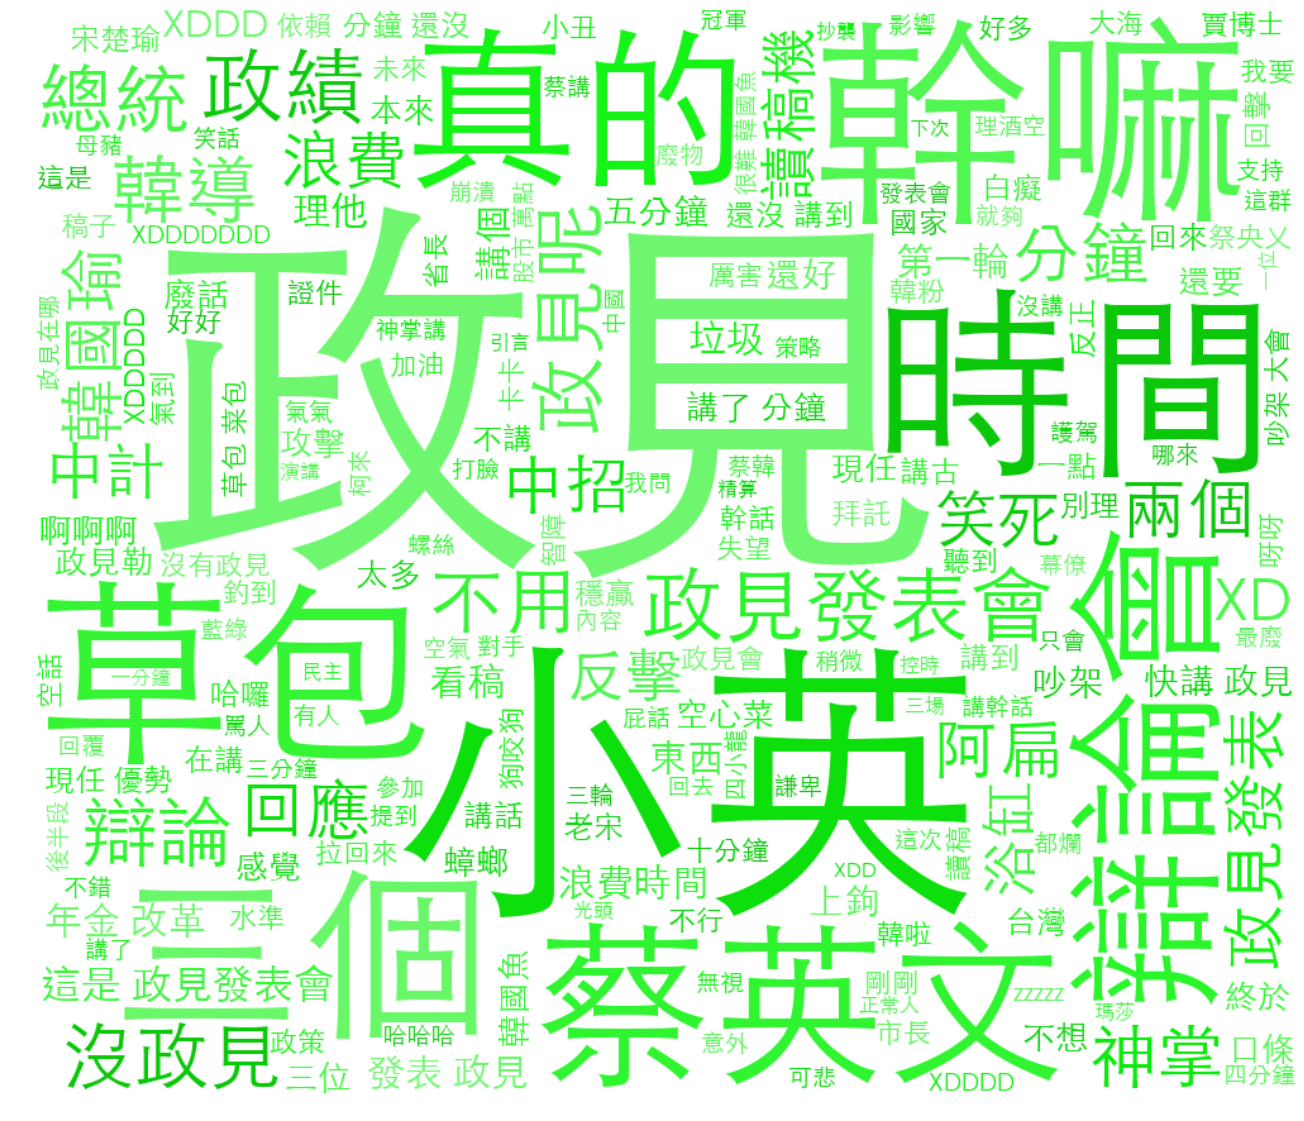 宋楚瑜
XDDD
依賴
分鐘 還沒
小丑
冠軍
抄襲
影響
好多
大海
賈博士
總統
政績
未來
本來
蔡講
真的
讀稿機
很難
韓國魚
幹嘛
我要
回擊
母豬
笑話
浪費
廢物
下次
理酒空
支持
這是
韓導
理他
崩潰
點
萬
五分鐘
還沒 講到
發表會
白癡
這群
國家
就夠
稿子
XDDDDDDD
省長
講個
股市
政見呢
第一輪
分鐘
回來
祭央乂
一位
韓國瑜
廢話
證件
政見
厲害
還好
韓粉
時間
還要
好好
中國
沒講
反正
政見在哪
XDDDDD
氣到
神掌講
引言
加油
卡卡
垃圾
策略
吵架 大會
草包 菜包
氣氣
攻擊
不講
講了 分鐘
護駕
哪來
中計
演講
柯來
打臉
中招
我問
蔡韓
精算
現任
講古
一點
啊啊啊
智障
幹話
拜託
笑死
別理
兩個
呀呀
政見勒
沒有政見
螺絲
失望
聽到
幕僚
辯論會
釣到
太多
不用
穩贏
內容
政見發表會
XD
草包
藍綠
空氣
對手
只會
最廢
空話
一分鐘
民主
看稿
反擊
政見會
稍微
控時
講到
吵架
快講 政見
小英
哈囉
罵人
有人
狗咬狗
屁話
空心菜
三場
講幹話
回覆
在講
東西
四小龍
阿扁
政見發表
現任 優勢
三分鐘
參加
回去
謙卑
後半段
辯論
回應
提到
講話
三輪
老宋
浴缸
感覺
拉回來
蟑螂
十分鐘
這次
讀稿
都爛
不錯
三個
浪費時間
XDD
上鉤
年金 改革
水準
光頭
不行
韓啦
台灣
講了
蔡英文
這是 政見發表會
韓國魚
無視
剛剛
正常人
zzzzz
終於
瑪莎
沒政見
政策
哈哈哈
意外
市長
不想
神掌
口條
三位
發表 政見
可悲
XDDDD
四分鐘